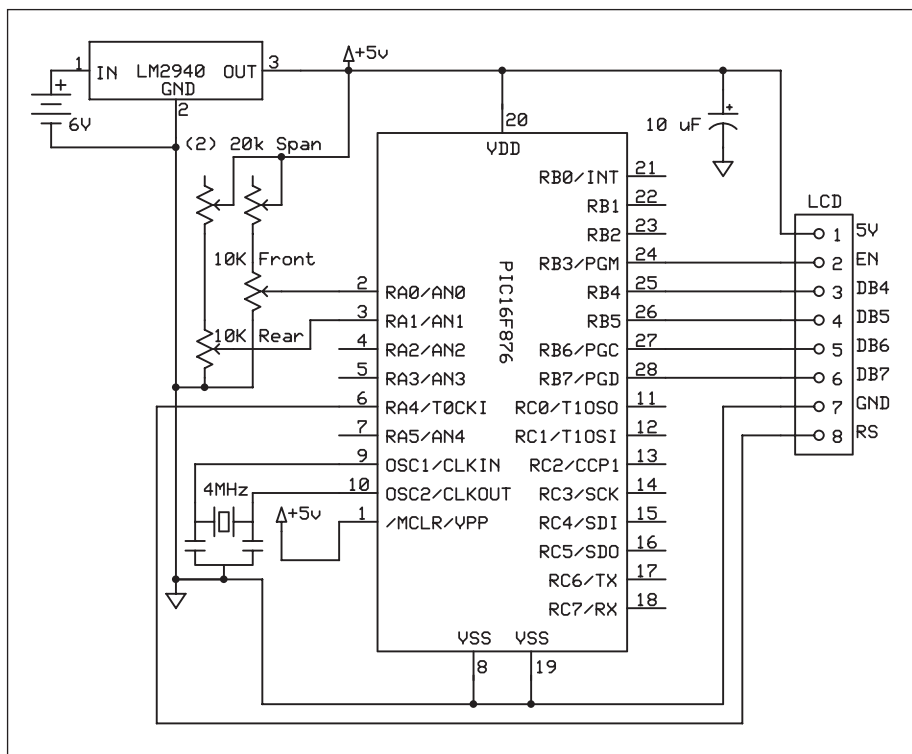 +5v
1 IN LM2940 OUT 3
GND
2
+
6V
(2) 20k Span
10K Front
10K Rear
20
VDD
10 uF
+
PIC16F876
2 RA0/AN0
3 RA1/AN1
4 RA2/AN2
5 RA3/AN3
6 RA4/T0CKI
7 RA5/AN4
9 OSC1/CLKIN
10 OSC2/CLKOUT
1 /MCLR/VPP
4MHz
+5v
RB0/INT 21
RB1 22
RB2 23
RB3/PGM 24
RB4 25
RB5 26
RB6/PGC 27
RB7/PGD 28
RC0/T1OSO 11
RC1/T1OSI 12
RC2/CCP1 13
RC3/SCK 14
RC4/SDI 15
RC5/SDO 16
RC6/TX 17
RC7/RX 18
VSS VSS
8 19
LCD
1 5V
2 EN
3 DB4
4 DB5
5 DB6
6 DB7
7 GND
8 RS